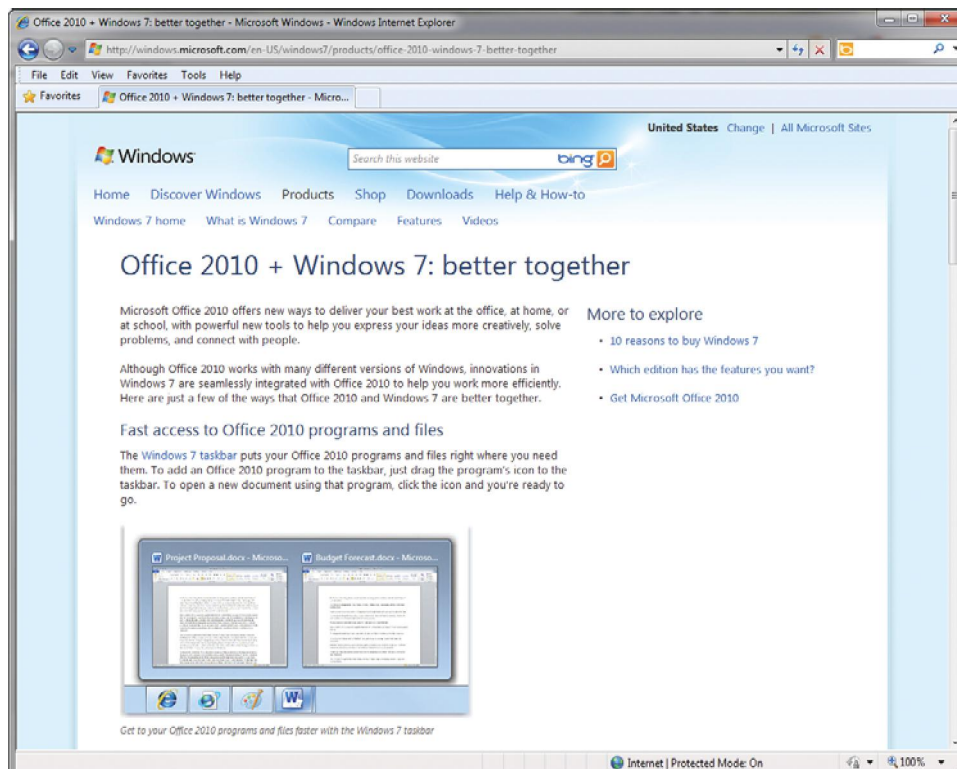 Office 2010 + Windows 7: better together - Microsoft Windows - Windows Internet Explorer
http://windows.microsoft.com/en-US/windows7/products/office-2010-windows-7-better-together
File Edit View Favorites Tools Help
Favorites
Office 2010 + Windows 7: better together - Micro...
United States Change | All Microsoft Sites
Windows
Search this website
bing
Home Discover Windows Products Shop Downloads Help & How-to
Windows 7 home What is Windows 7 Compare Features Videos
Office 2010 + Windows 7: better together
Microsoft Office 2010 offers new ways to deliver your best work at the office, at home, or
at school, with powerful new tools to help you express your ideas more creatively, solve
problems, and connect with people.
Although Office 2010 works with many different versions of Windows, innovations in
Windows 7 are seamlessly integrated with Office 2010 to help you work more efficiently.
Here are just a few of the ways that Office 2010 and Windows 7 are better together.
Fast access to Office 2010 programs and files
The Windows 7 taskbar puts your Office 2010 programs and files right where you need
them. To add an Office 2010 program to the taskbar, just drag the program's icon to the
taskbar. To open a new document using that program, click the icon and you're ready to
go.
Project Proposal.docx - Microso...
Budget Forecast.docx - Microso...
Get to your Office 2010 programs and files faster with the Windows 7 taskbar
More to explore
• 10 reasons to buy Windows 7
• Which edition has the features you want?
• Get Microsoft Office 2010
Internet | Protected Mode: On
100%